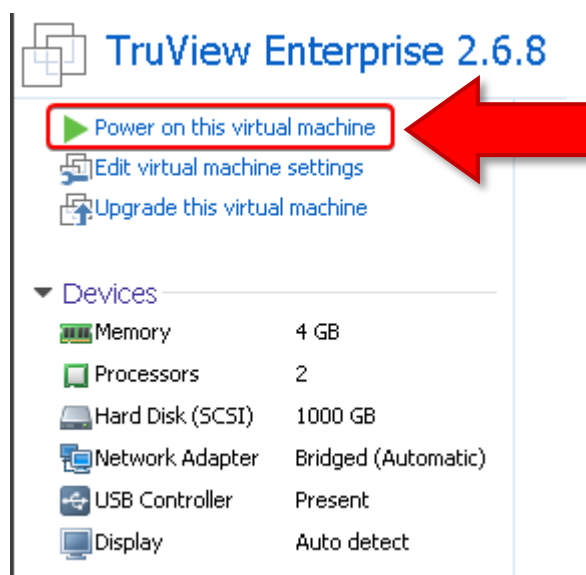 TruView Enterprise 2.6.8
Power on this virtual machine
Edit virtual machine settings
Upgrade this virtual machine
Devices
Memory 4 GB
Processors 2
Hard Disk (SCSI) 1000 GB
Network Adapter Bridged (Automatic)
USB Controller Present
Display Auto detect